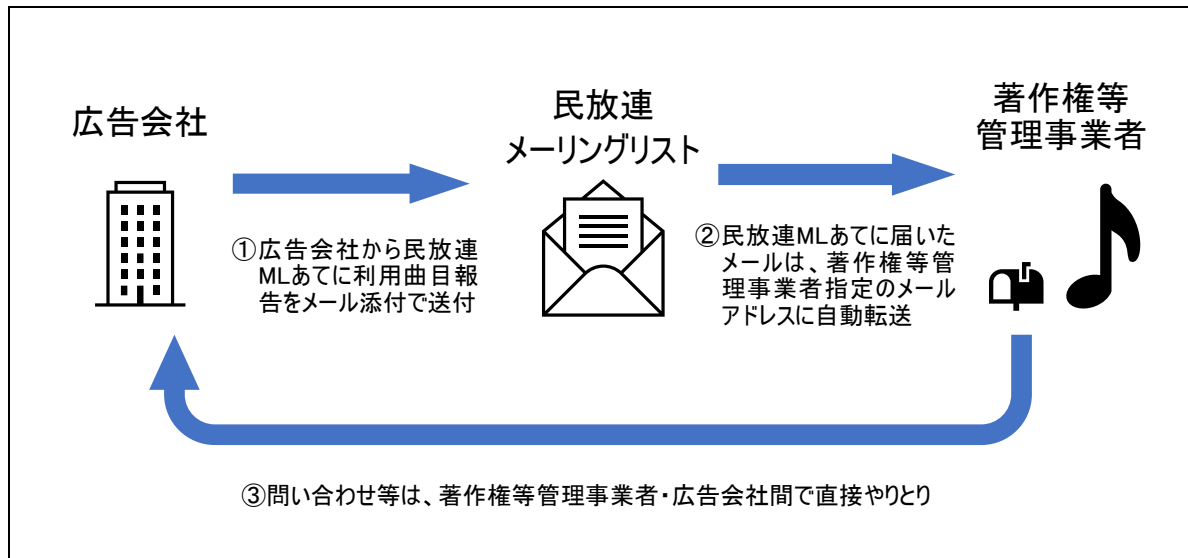 広告会社
民放連
メーリングリスト
著作権等
管理事業者
①広告会社から民放連
MLあてに利用曲目報
告をメール添付で送付
②民放連MLあてに届いた
メールは、著作権等管
理事業者指定のメール
アドレスに自動転送
③問い合わせ等は、著作権等管理事業者・広告会社間で直接やりとり